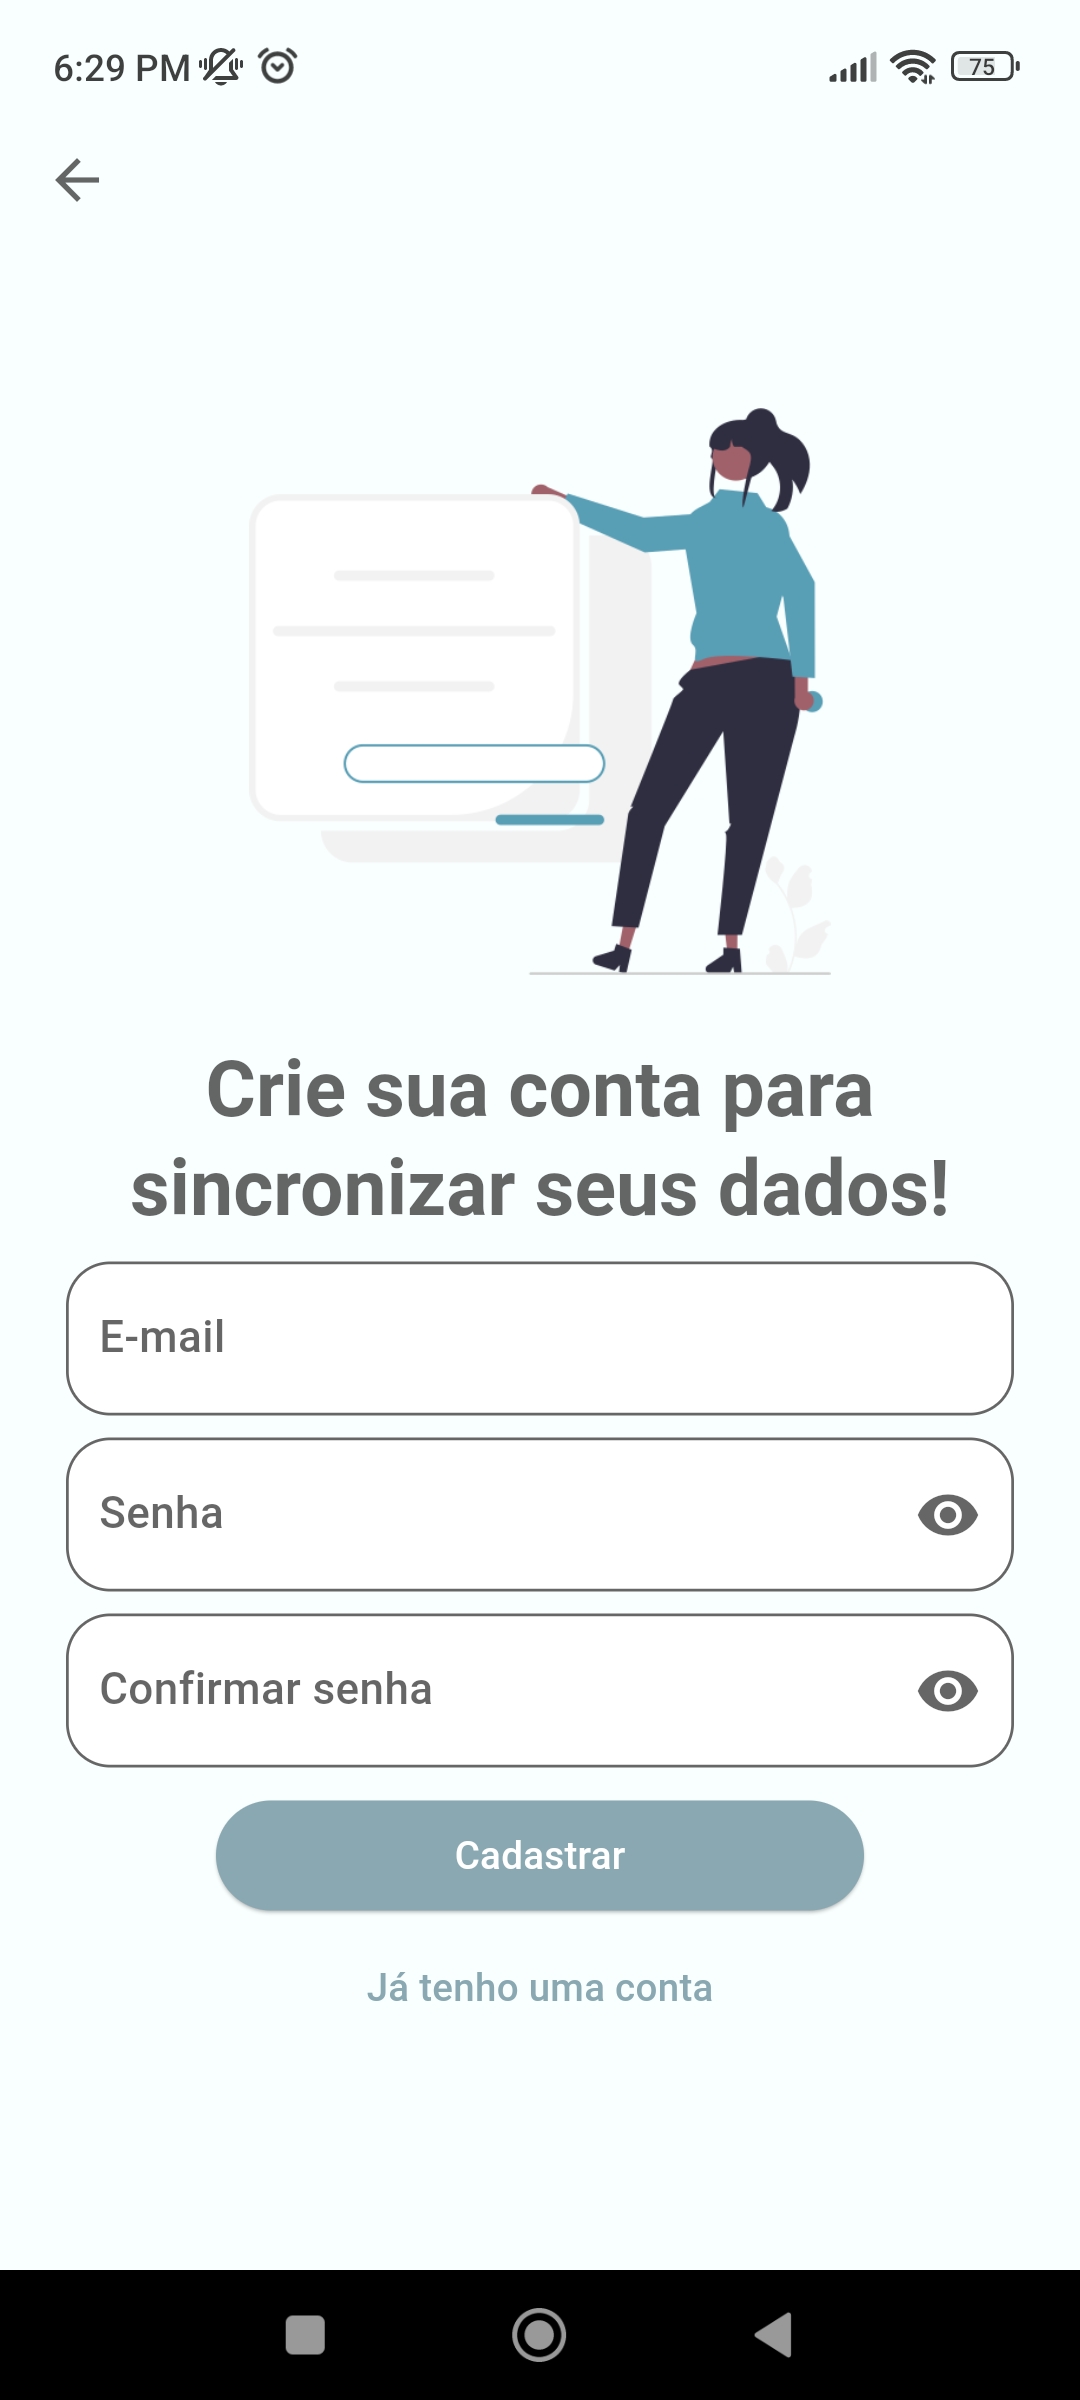 6:29 PM
75
Crie sua conta para
sincronizar seus dados!
E-mail
Senha
Confirmar senha
Cadastrar
Já tenho uma conta